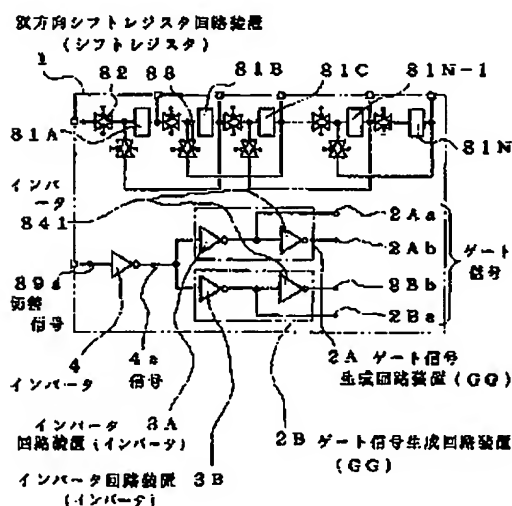 双方向シフトレジスタ回路装置
(シフトレジスタ)
1
82
88
81B
81C
81N-1
81A
81N
インバー
ータ
841
2Aa
2Ab
2Bb
2Ba
ゲート
信号
89a
切替
信号
4
インバータ
4a
信号
2A ゲート信号
生成回路装置(GG)
インバータ 3A
回路装置(インバータ)
2B ゲート信号生成回路装置
(GG)
インバータ回路装置 3B
(インバータ)